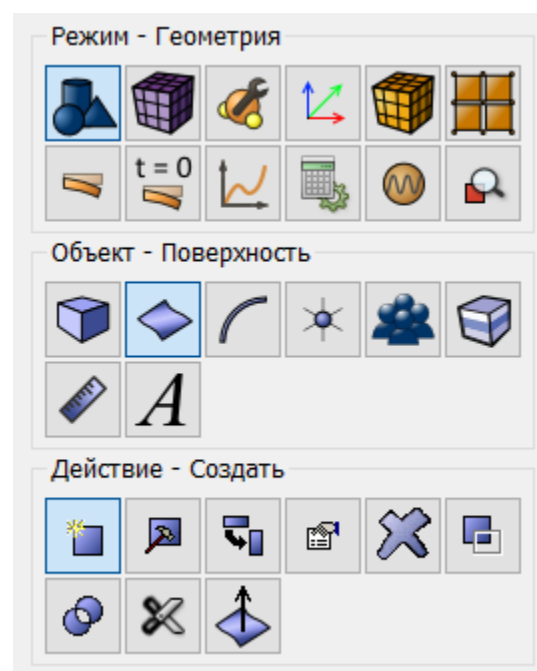 Режим - Геометрия
t = 0
Объект - Поверхность
A
Действие - Создать